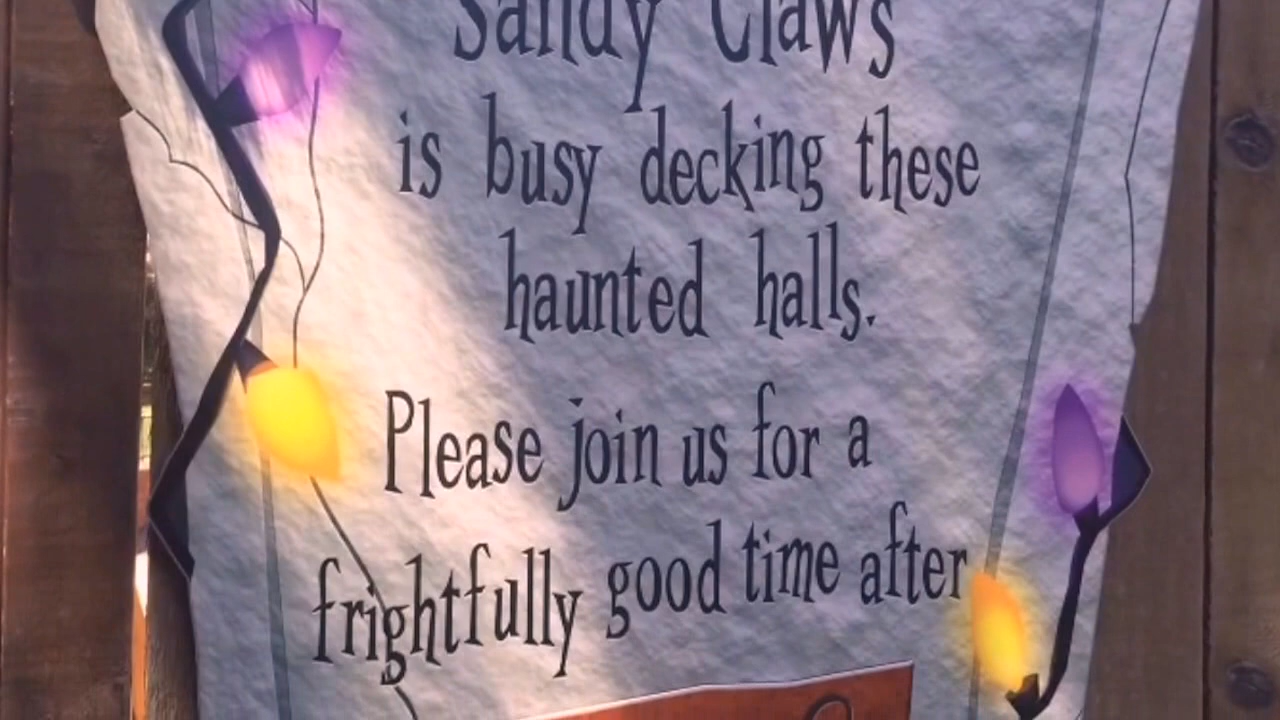 Sandy Claws
is busy decking these
haunted halls.
Please join us for a
frightfully good time after